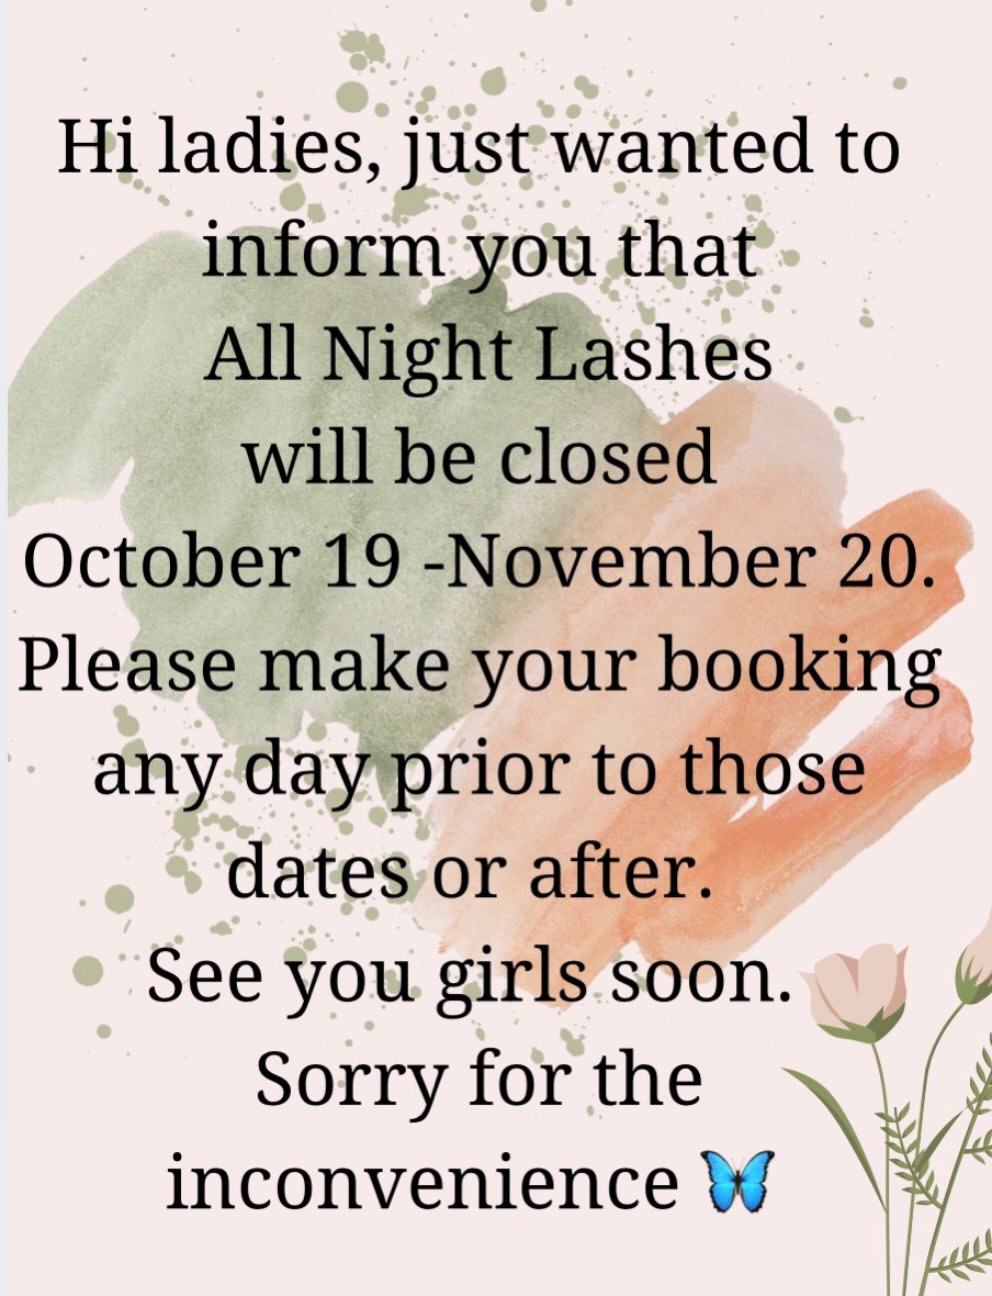 Hi ladies, just wanted to
inform you that
All Night Lashes
will be closed
October 19 -November 20.
Please make your booking
any day prior to those
dates or after.
See you girls soon.
Sorry for the
inconvenience 🦋